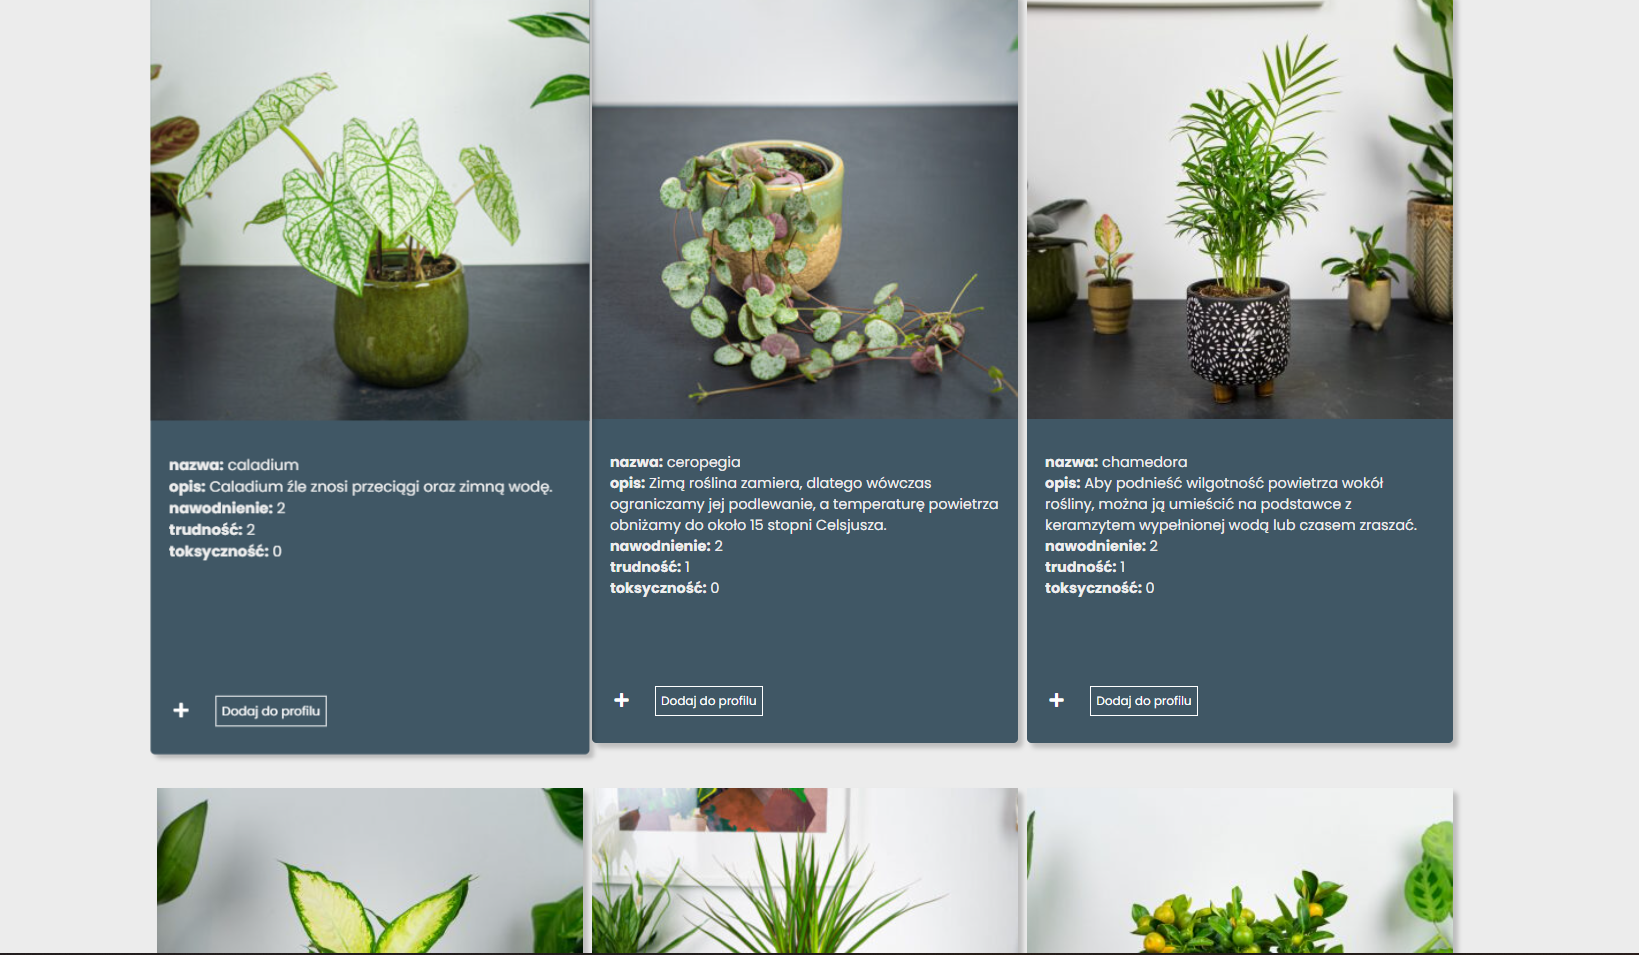 nazwa: caladium
opis: Caladium źle znosi przeciągi oraz zimną wodę.
nawodnienie: 2
trudność: 2
toksyczność: 0
Dodaj do profilu
nazwa: ceropegia
opis: Zimą roślina zamiera, dlatego wówczas
ograniczamy jej podlewanie, a temperaturę powietrza
obniżamy do około 15 stopni Celsjusza.
nawodnienie: 2
trudność: 1
toksyczność: 0
Dodaj do profilu
nazwa: chamedora
opis: Aby podnieść wilgotność powietrza wokół
rośliny, można ją umieścić na podstawce z
keramzytem wypełnionej wodą lub czasem zraszać.
nawodnienie: 2
trudność: 1
toksyczność: 0
Dodaj do profilu